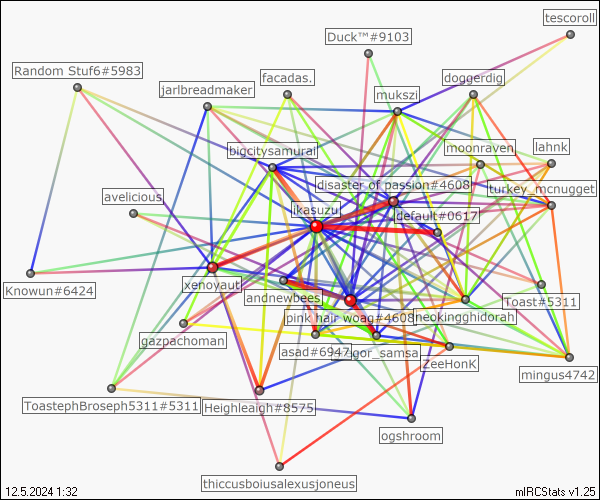 tescoroll
Duck™#9103
Random Stuf6#5983
facadas.
doggerdig
jarlbreadmaker
mukszi
bigcitysamurai
moonraven
lahnk
disaster of passion#4608
turkey_mcnugget
avelicious
ikasuzu
default#0617
Knowun#6424
xenoyaut
andnewbees
Toast#5311
pink hair woag#4608
neokingghidorah
gazpachoman
asad#6947
gor_samsa
ZeeHonK
mingus4742
ToastephBroseph5311#5311
Heighleaigh#8575
ogshroom
thiccusboiusalexusjoneus
12.5.2024 1:32
mIRCStats v1.25